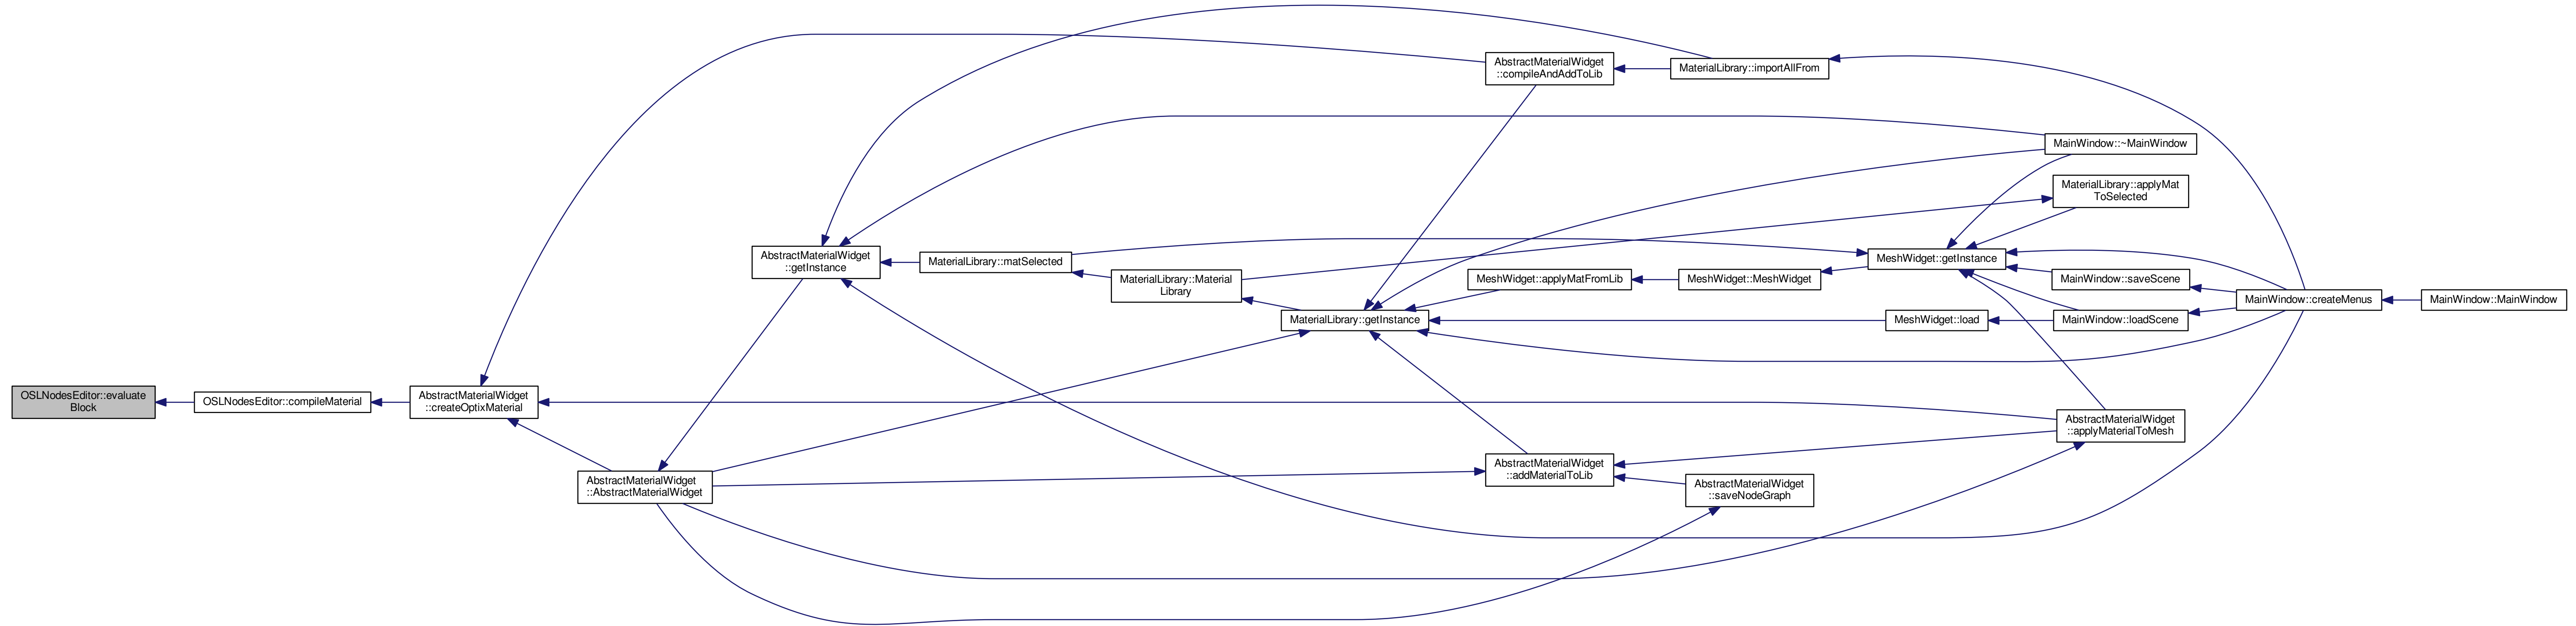 OSLNodesEditor::evaluate
Block
OSLNodesEditor::compileMaterial
AbstractMaterialWidget
::createOptixMaterial
AbstractMaterialWidget
::AbstractMaterialWidget
AbstractMaterialWidget
::getInstance
MaterialLibrary::matSelected
MaterialLibrary::Material
Library
MaterialLibrary::getInstance
AbstractMaterialWidget
::compileAndAddToLib
MeshWidget::applyMatFromLib
AbstractMaterialWidget
::addMaterialToLib
MaterialLibrary::importAllFrom
MeshWidget::MeshWidget
AbstractMaterialWidget
::saveNodeGraph
MeshWidget::getInstance
MeshWidget::load
MainWindow::~MainWindow
MaterialLibrary::applyMat
ToSelected
MainWindow::saveScene
MainWindow::loadScene
AbstractMaterialWidget
::applyMaterialToMesh
MainWindow::createMenus
MainWindow::MainWindow